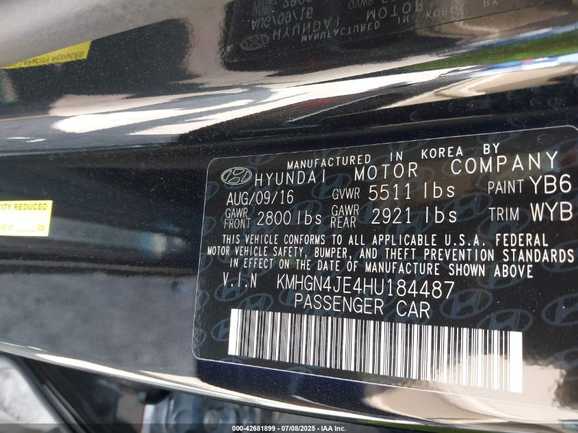 MANUFACTURED IN KOREA BY
HYUNDAI MOTOR COMPANY
AUG/09/16 GVWR 5511 lbs PAINT YB6
GAWR FRONT 2800 lbs GAWR REAR 2921 lbs TRIM WYB
THIS VEHICLE CONFORMS TO ALL APPLICABLE U.S.A. FEDERAL
MOTOR VEHICLE SAFETY, BUMPER, AND THEFT PREVENTION STANDARDS
IN EFFECT ON THE DATE OF MANUFACTURE SHOWN ABOVE
V.I.N KMHGN4JE4HU184487
PASSENGER CAR
REDUCED
000-42681899 - 07/08/2025 - IAA Inc.